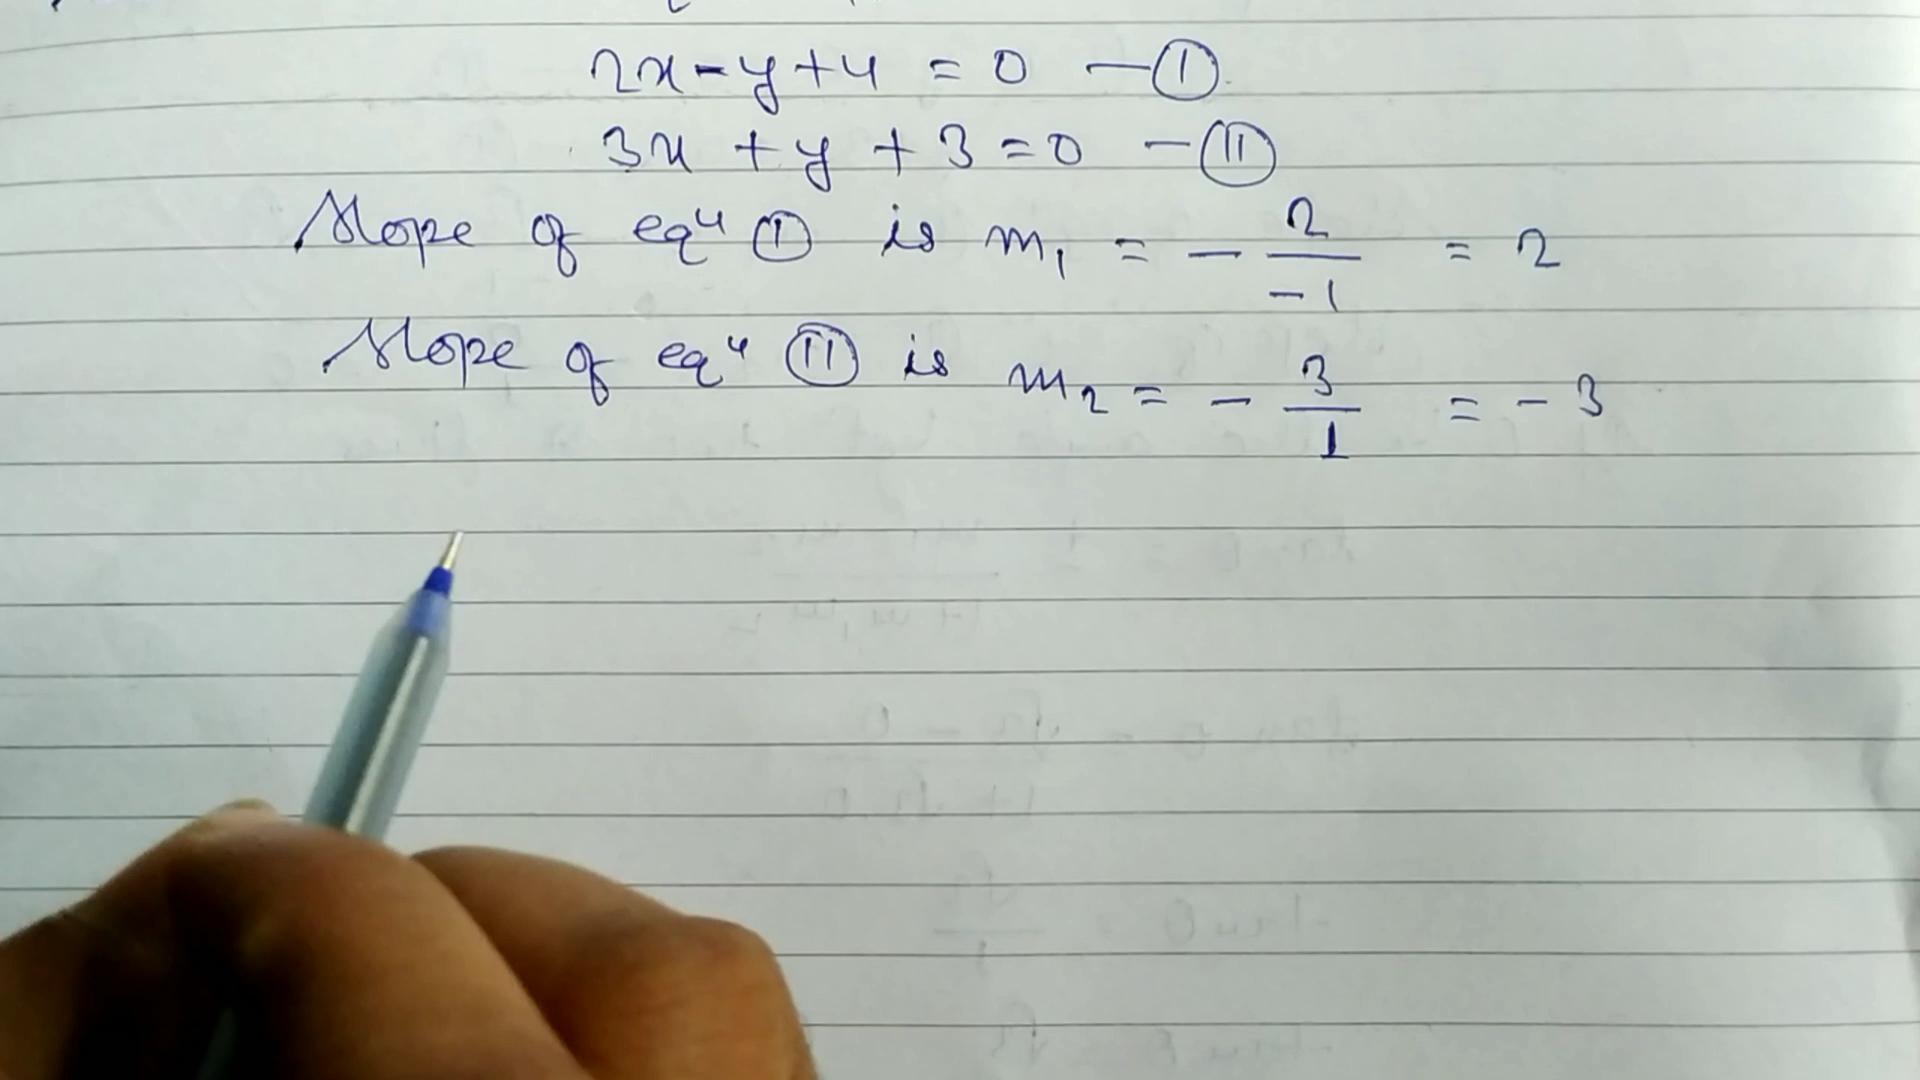 2x - y + 4 = 0 — I
3x + y + 3 = 0 — II
Slope of eqn I is m₁ = - 2/-1 = 2
Slope of eqn II is m₂ = - 3/1 = - 3